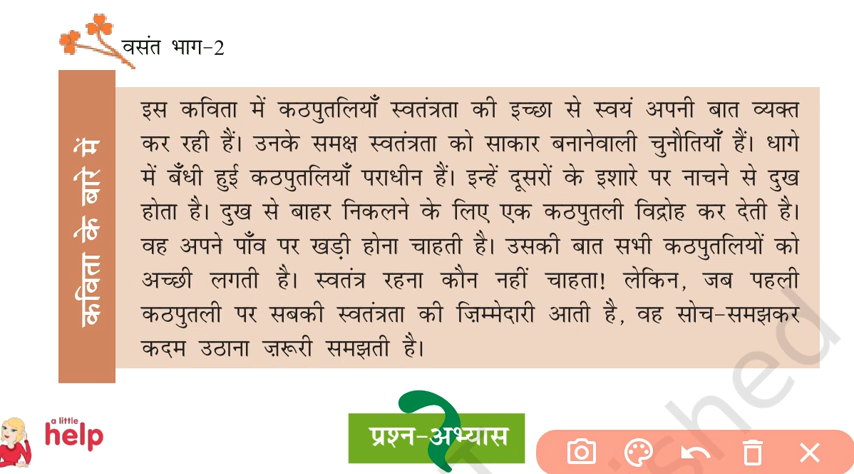 वसंत भाग-2
कविता के बारे में
इस कविता में कठपुतलियाँ स्वतंत्रता की इच्छा से स्वयं अपनी बात व्यक्त
कर रही हैं। उनके समक्ष स्वतंत्रता को साकार बनानेवाली चुनौतियाँ हैं। धागे
में बँधी हुई कठपुतलियाँ पराधीन हैं। इन्हें दूसरों के इशारे पर नाचने से दुख
होता है। दुख से बाहर निकलने के लिए एक कठपुतली विद्रोह कर देती है।
वह अपने पाँव पर खड़ी होना चाहती है। उसकी बात सभी कठपुतलियों को
अच्छी लगती है। स्वतंत्र रहना कौन नहीं चाहता! लेकिन, जब पहली
कठपुतली पर सबकी स्वतंत्रता की ज़िम्मेदारी आती है, वह सोच-समझकर
कदम उठाना ज़रूरी समझती है।
a little
help
प्रश्न-अभ्यास